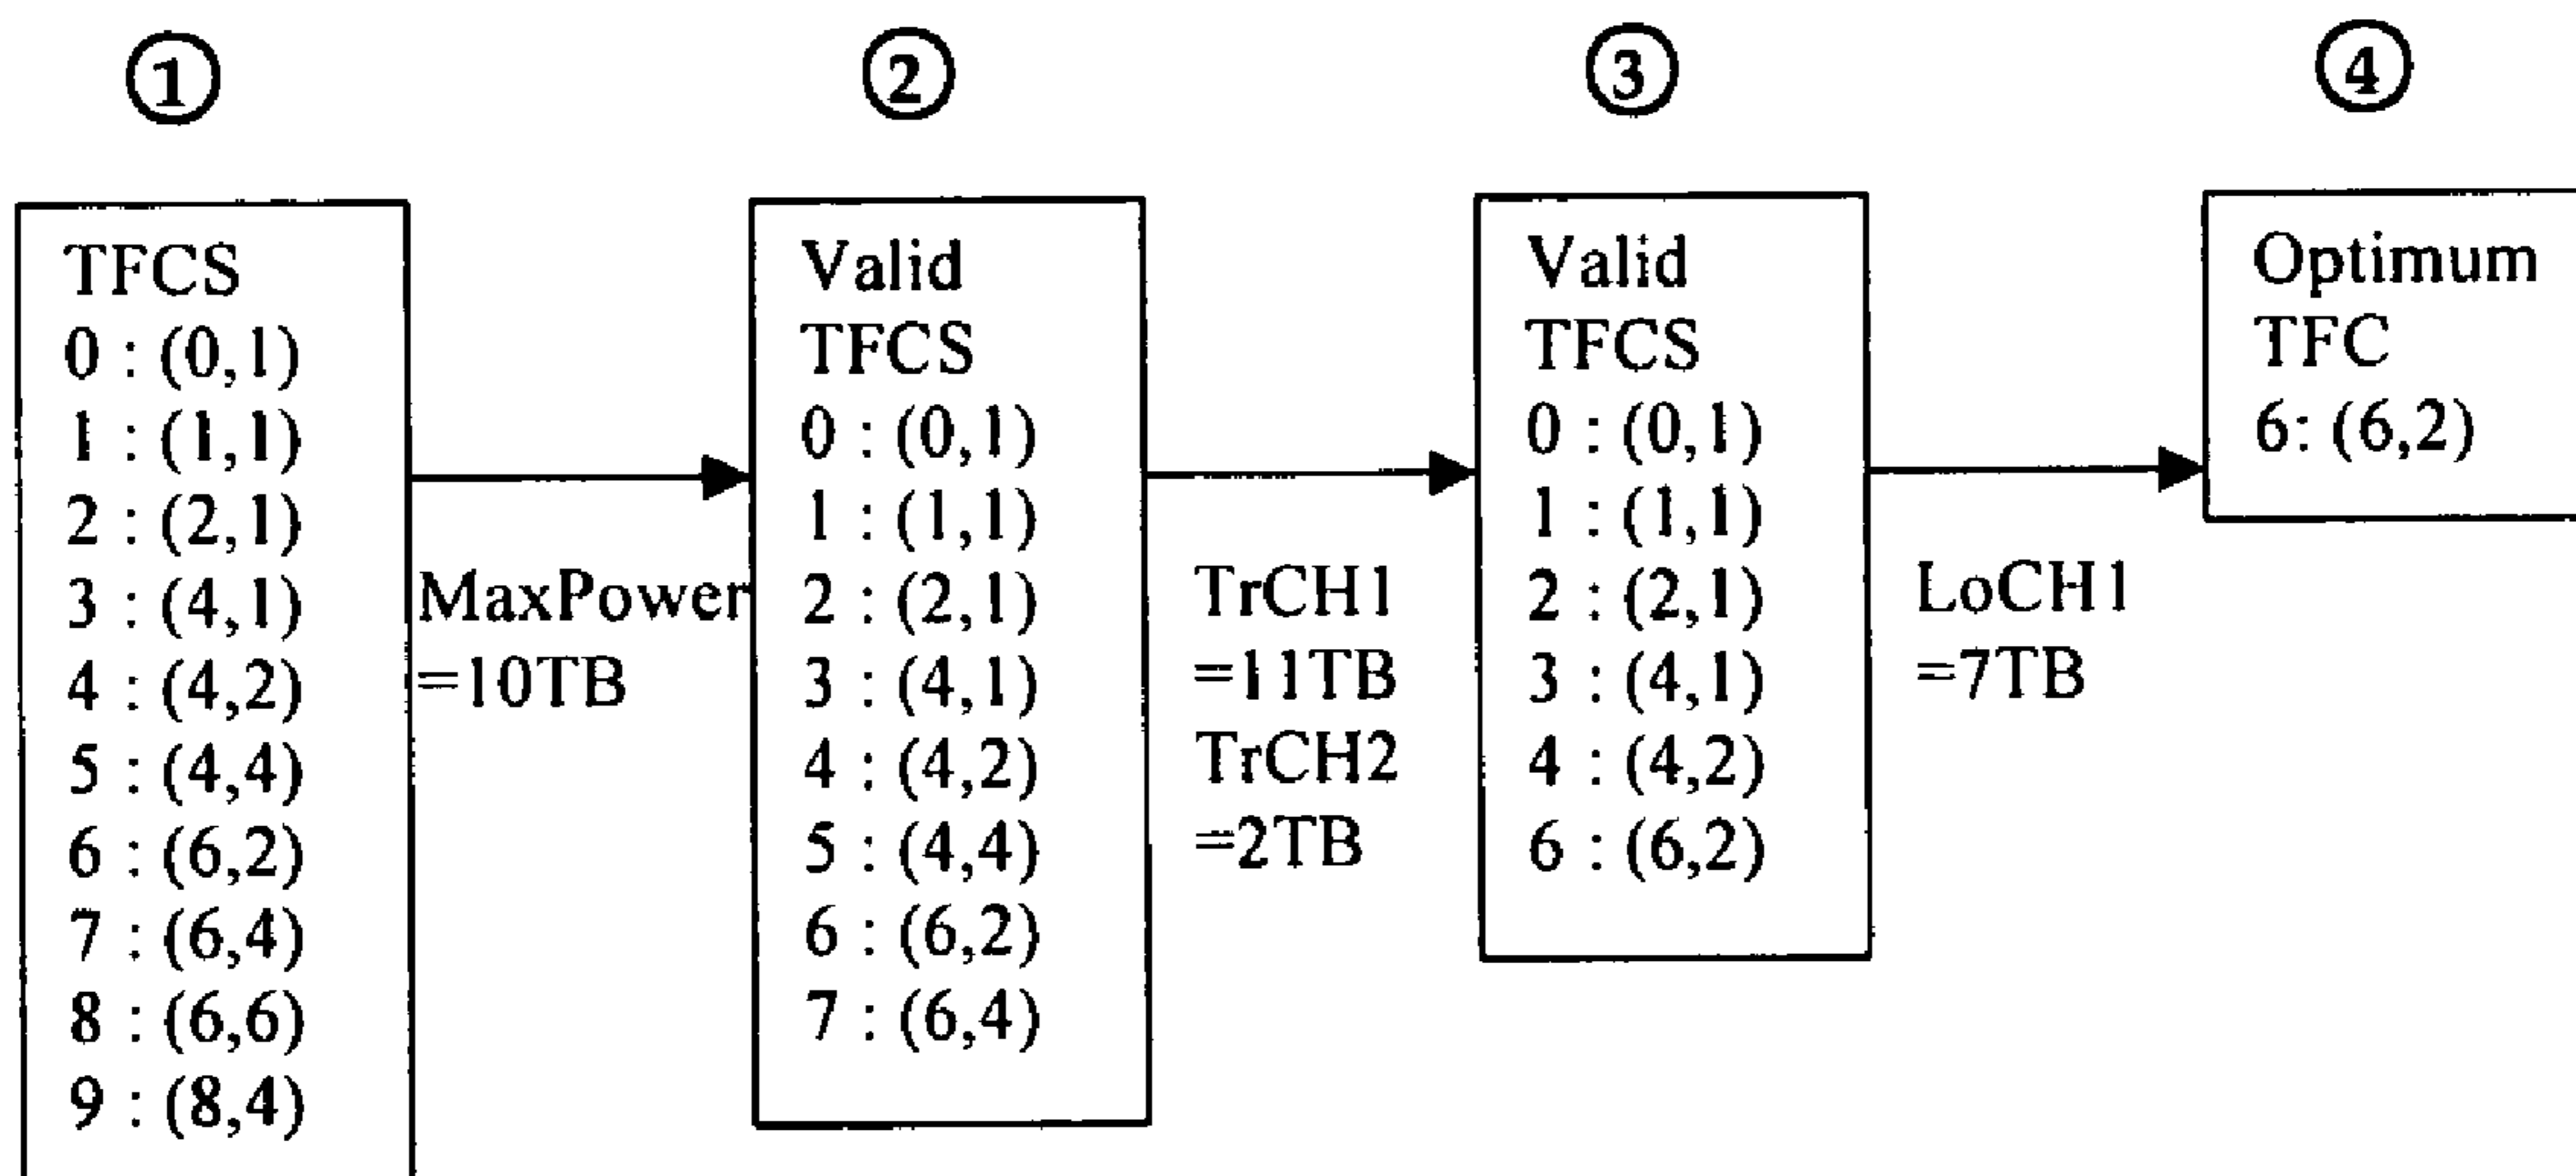 ① ② ③ ④
TFCS
0 : (0,1)
1 : (1,1)
2 : (2,1)
3 : (4,1)
4 : (4,2)
5 : (4,4)
6 : (6,2)
7 : (6,4)
8 : (6,6)
9 : (8,4)
MaxPower
=10TB
Valid
TFCS
0 : (0,1)
1 : (1,1)
2 : (2,1)
3 : (4,1)
4 : (4,2)
5 : (4,4)
6 : (6,2)
7 : (6,4)
TrCH1
=11TB
TrCH2
=2TB
Valid
TFCS
0 : (0,1)
1 : (1,1)
2 : (2,1)
3 : (4,1)
4 : (4,2)
6 : (6,2)
LoCH1
=7TB
Optimum
TFC
6: (6,2)